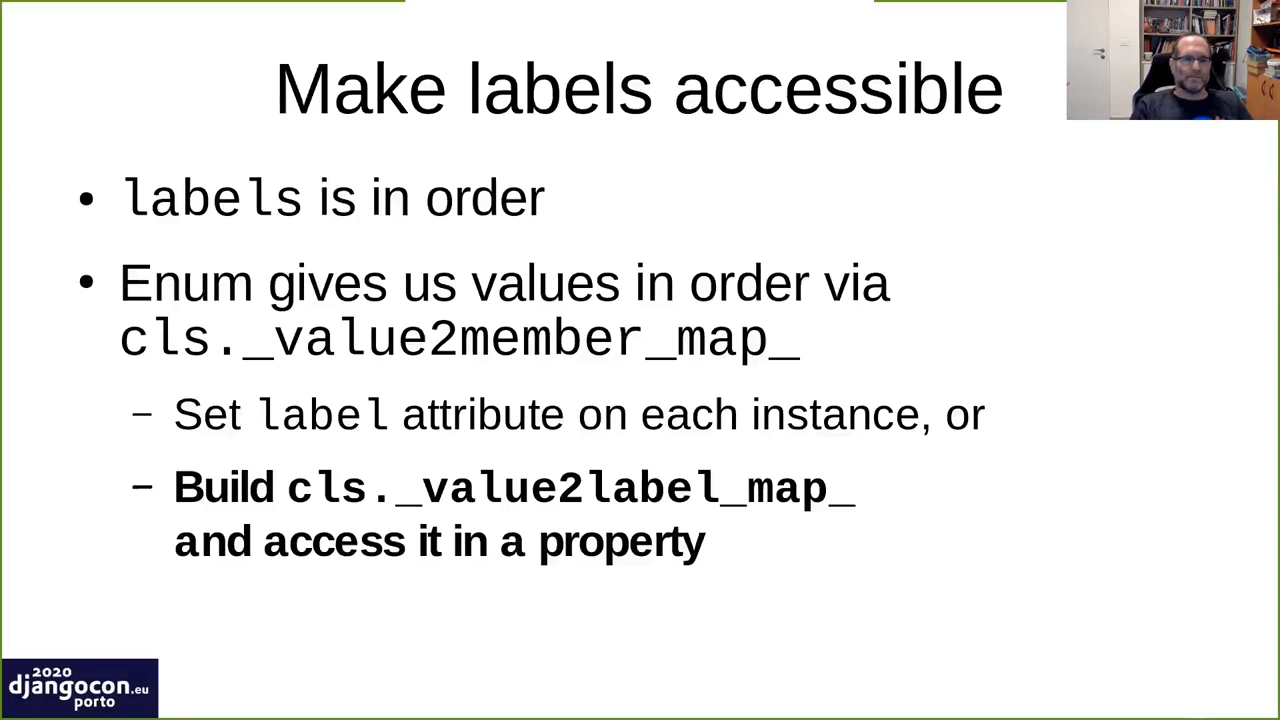 Make labels accessible
• labels is in order
• Enum gives us values in order via
cls._value2member_map_
– Set label attribute on each instance, or
– Build cls._value2label_map_
and access it in a property
2020
djangocon.eu
porto